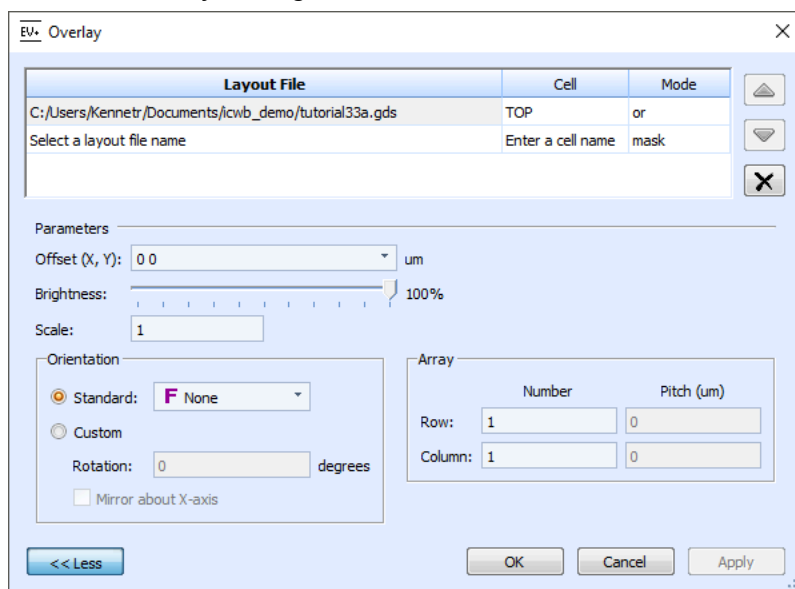 EV+ Overlay
Layout File Cell Mode
C:/Users/Kennetr/Documents/icwb_demo/tutorial33a.gds TOP or
Select a layout file name Enter a cell name mask
Parameters
Offset (X, Y): 0 0 um
Brightness: 100%
Scale: 1
Orientation
Standard: F None
Custom
Rotation: 0 degrees
Mirror about X-axis
Array
Number Pitch (um)
Row: 1 0
Column: 1 0
<< Less OK Cancel Apply